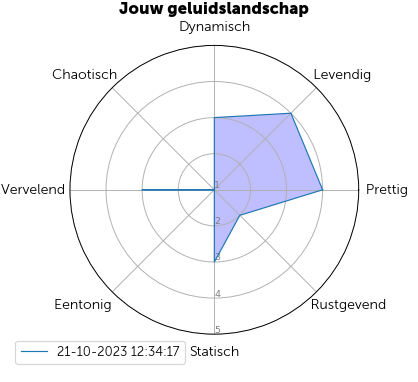 Jouw geluidslandschap
Dynamisch
Chaotisch
Levendig
Vervelend
1
Prettig
2
3
4
5
Eentonig
Rustgevend
21-10-2023 12:34:17
Statisch